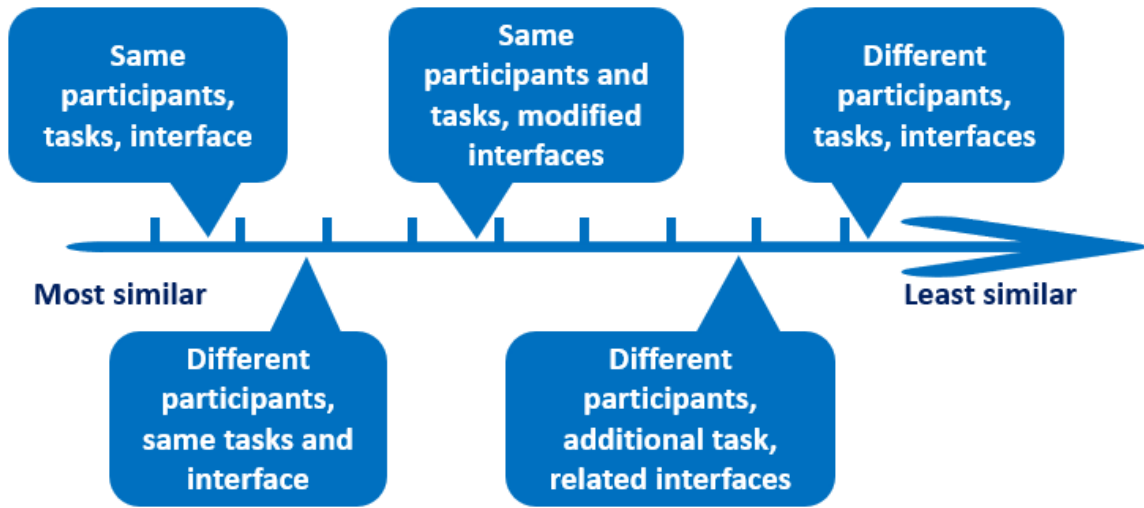 Same
participants,
tasks, interface
Same
participants and
tasks, modified
interfaces
Different
participants,
tasks, interfaces
Most similar
Least similar
Different
participants,
same tasks and
interface
Different
participants,
additional task,
related interfaces